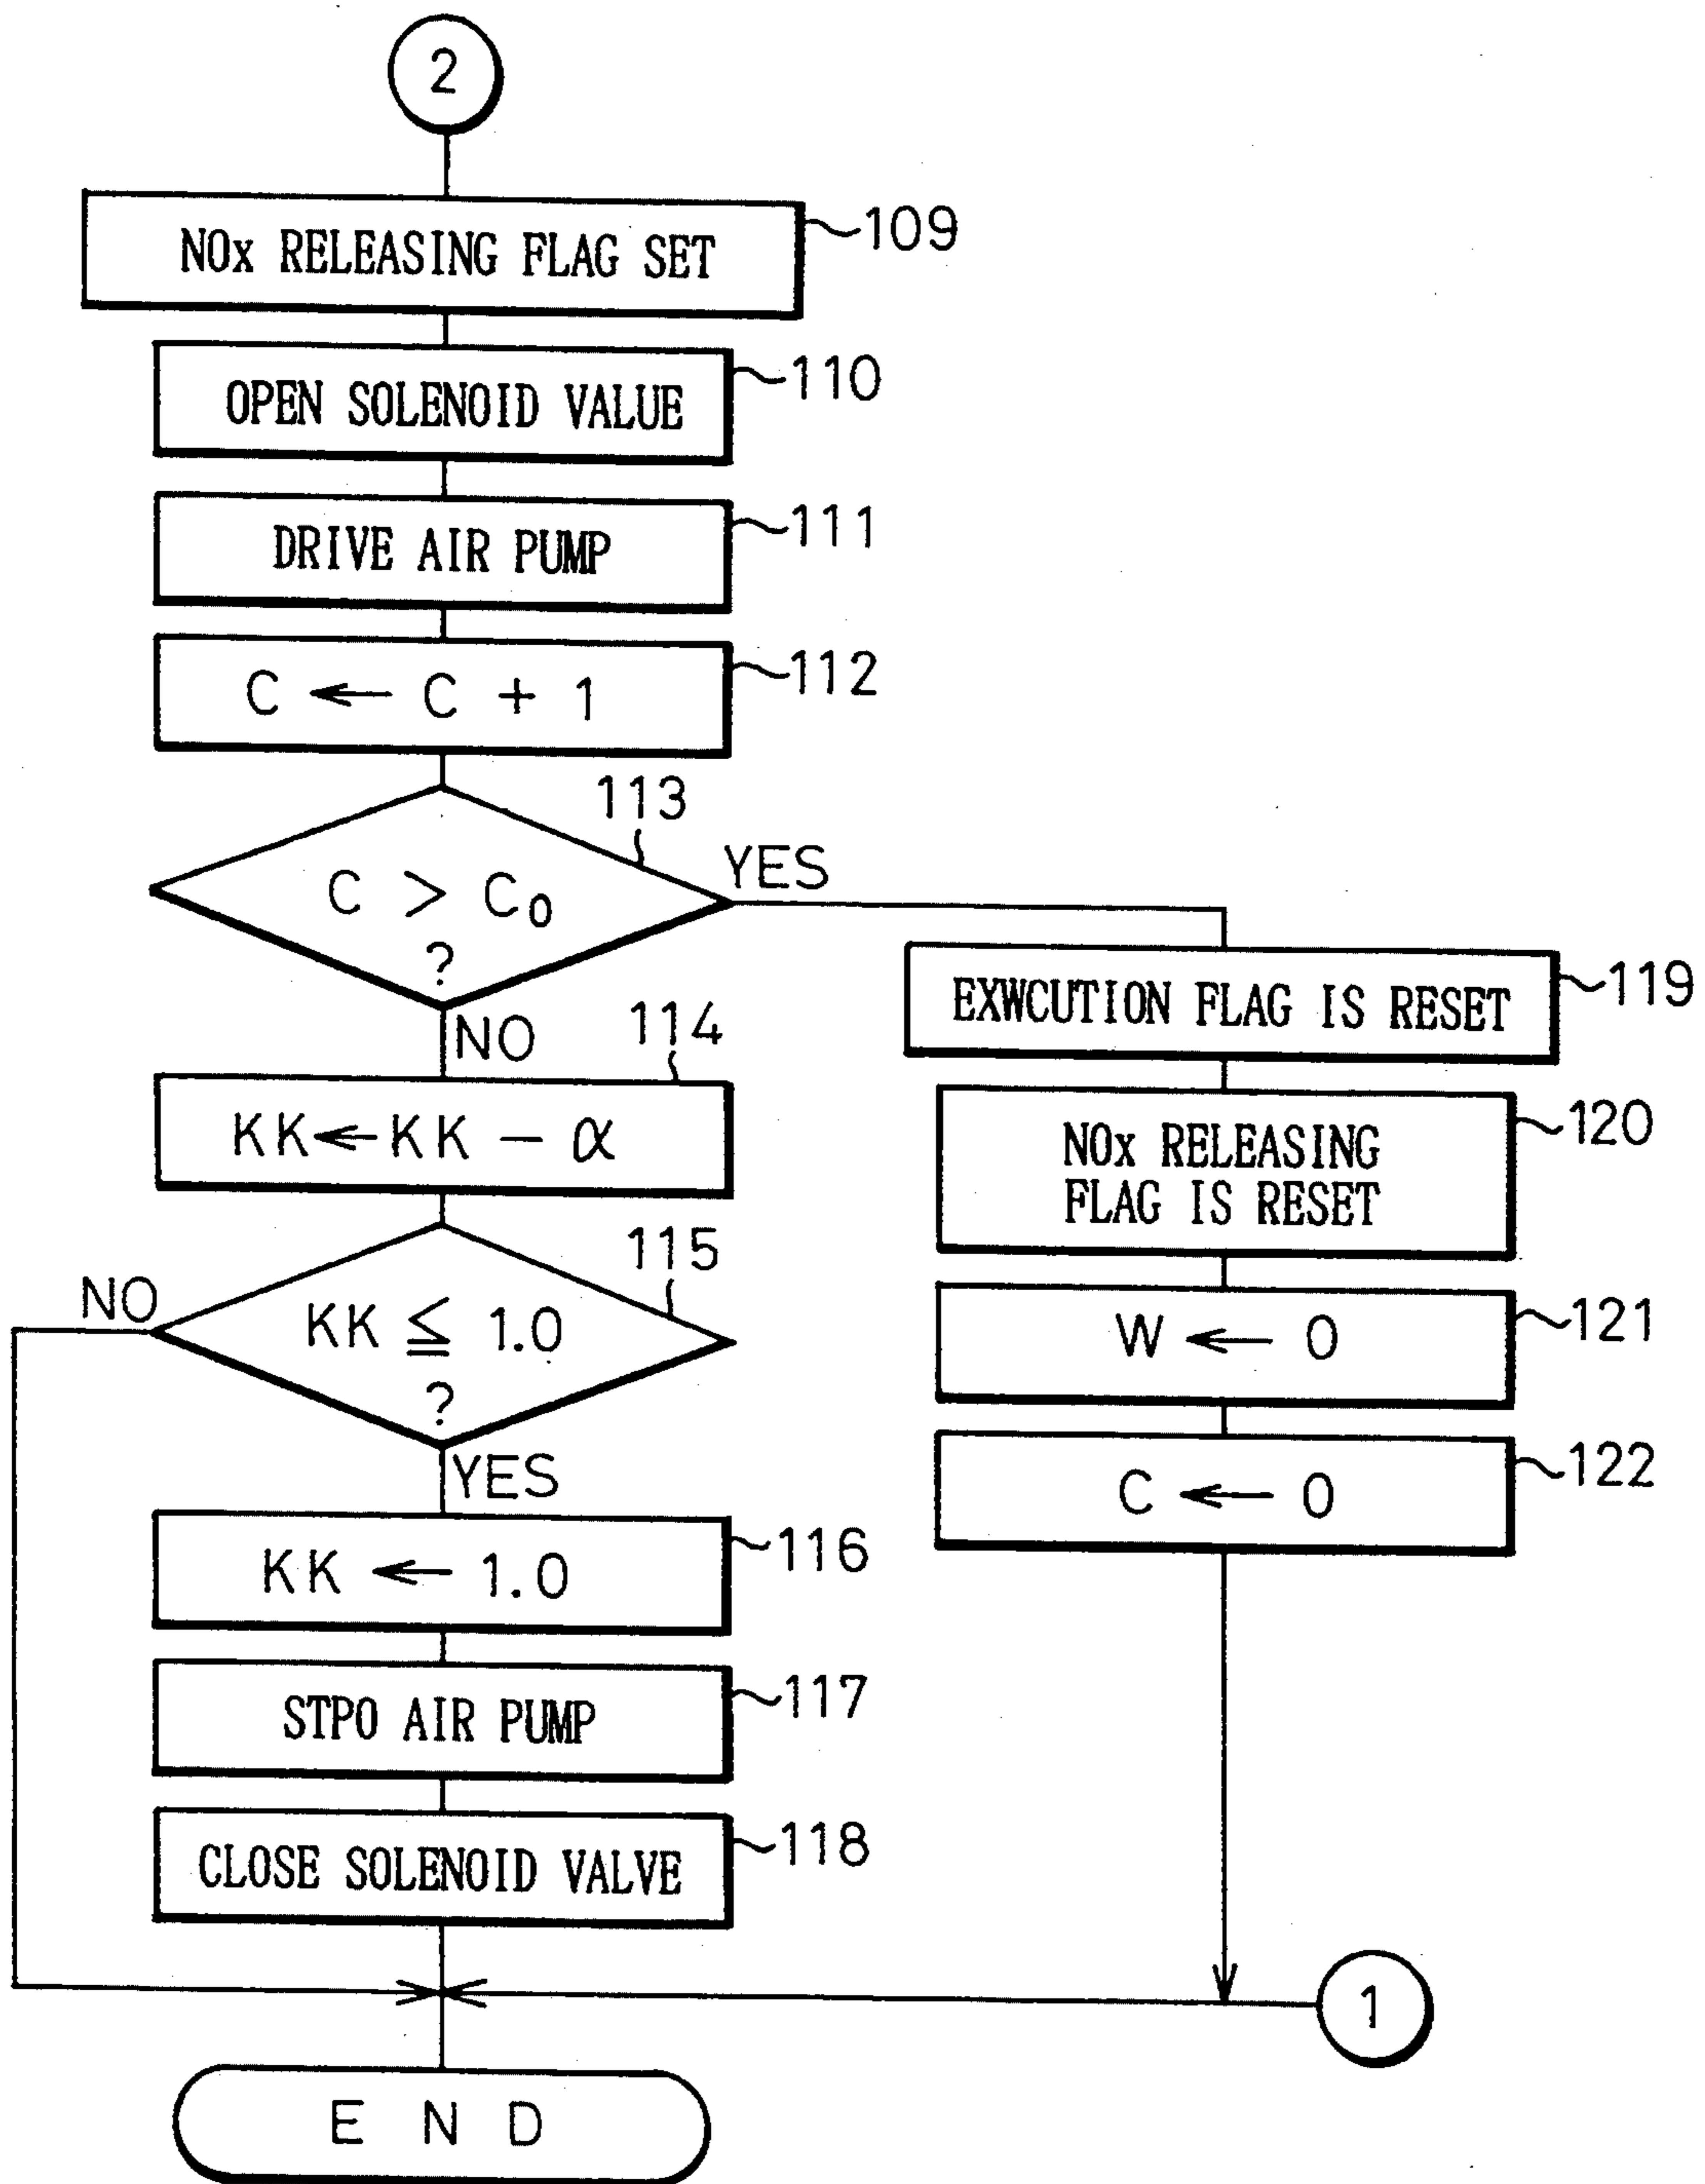 2
NOx RELEASING FLAG SET
109
OPEN SOLENOID VALUE
110
DRIVE AIR PUMP
111
C ← C + 1
112
113
C > C₀
?
YES
NO
114
KK ← KK - α
115
KK ≦ 1.0
?
NO
YES
KK ← 1.0
116
STPO AIR PUMP
117
CLOSE SOLENOID VALVE
118
EXWCUTION FLAG IS RESET
119
NOx RELEASING
FLAG IS RESET
120
W ← 0
121
C ← 0
122
1
E N D